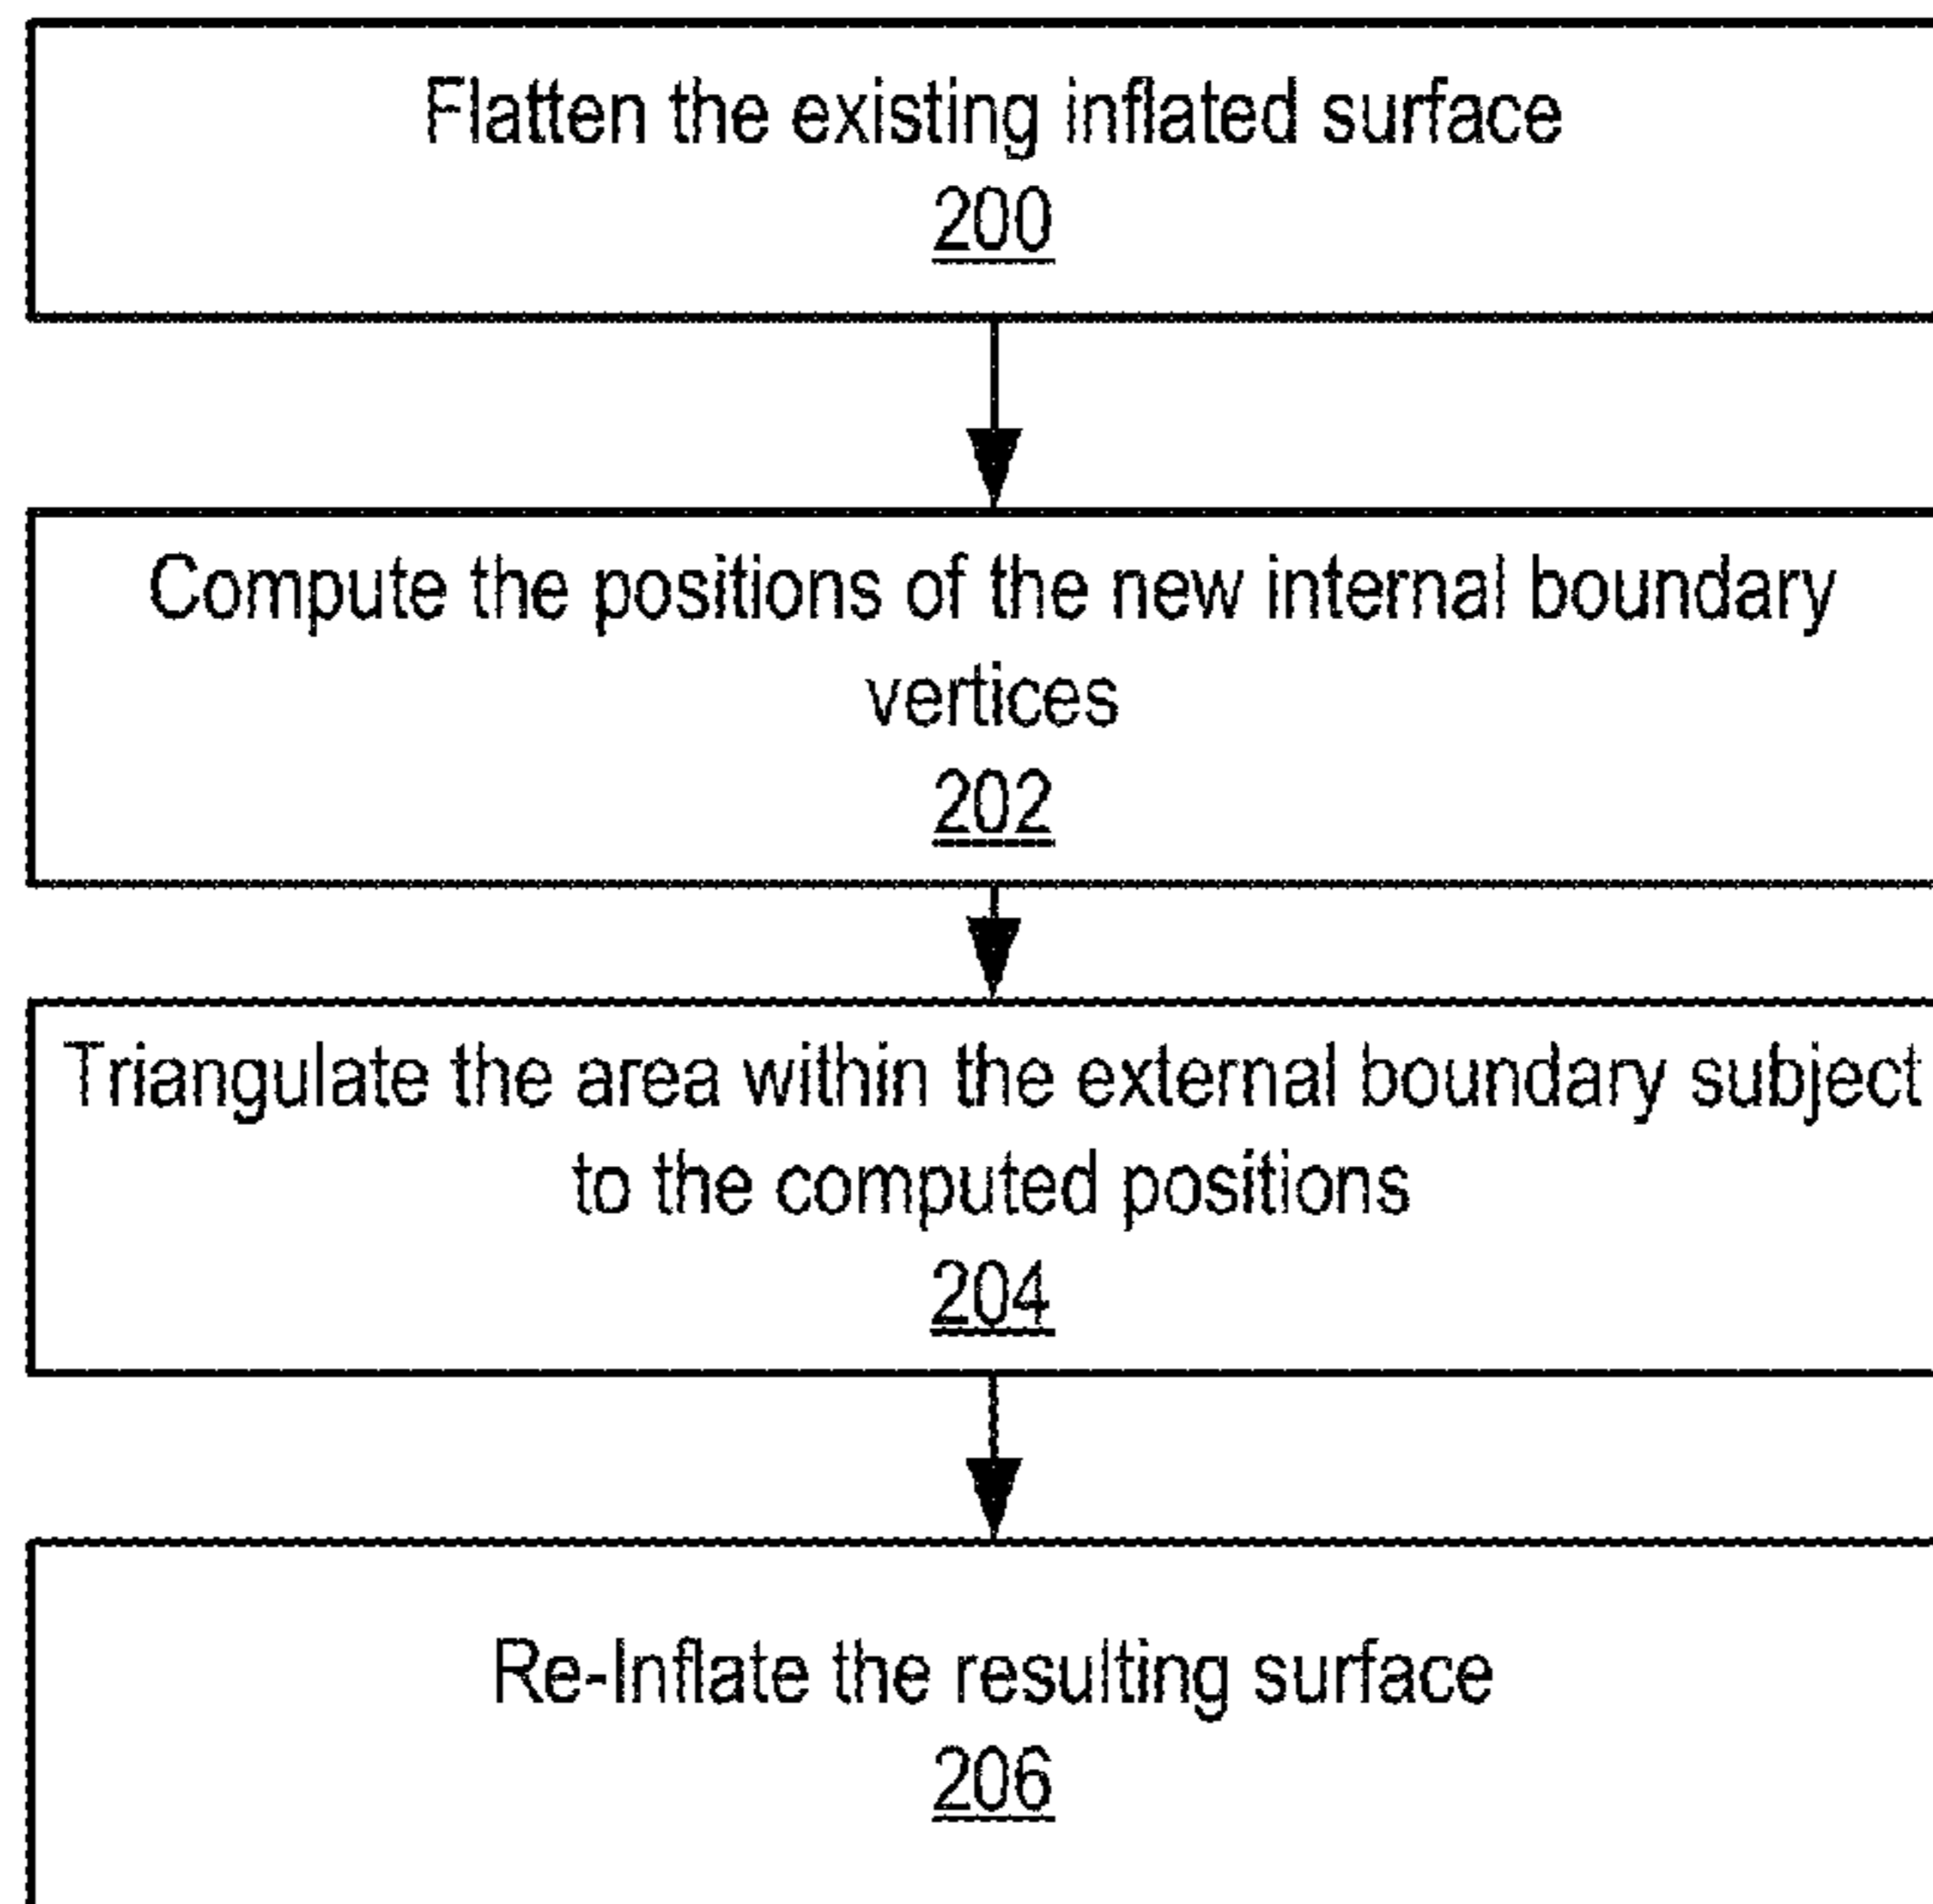 Flatten the existing inflated surface
200
Compute the positions of the new internal boundary
vertices
202
Triangulate the area within the external boundary subject
to the computed positions
204
Re-Inflate the resulting surface
206